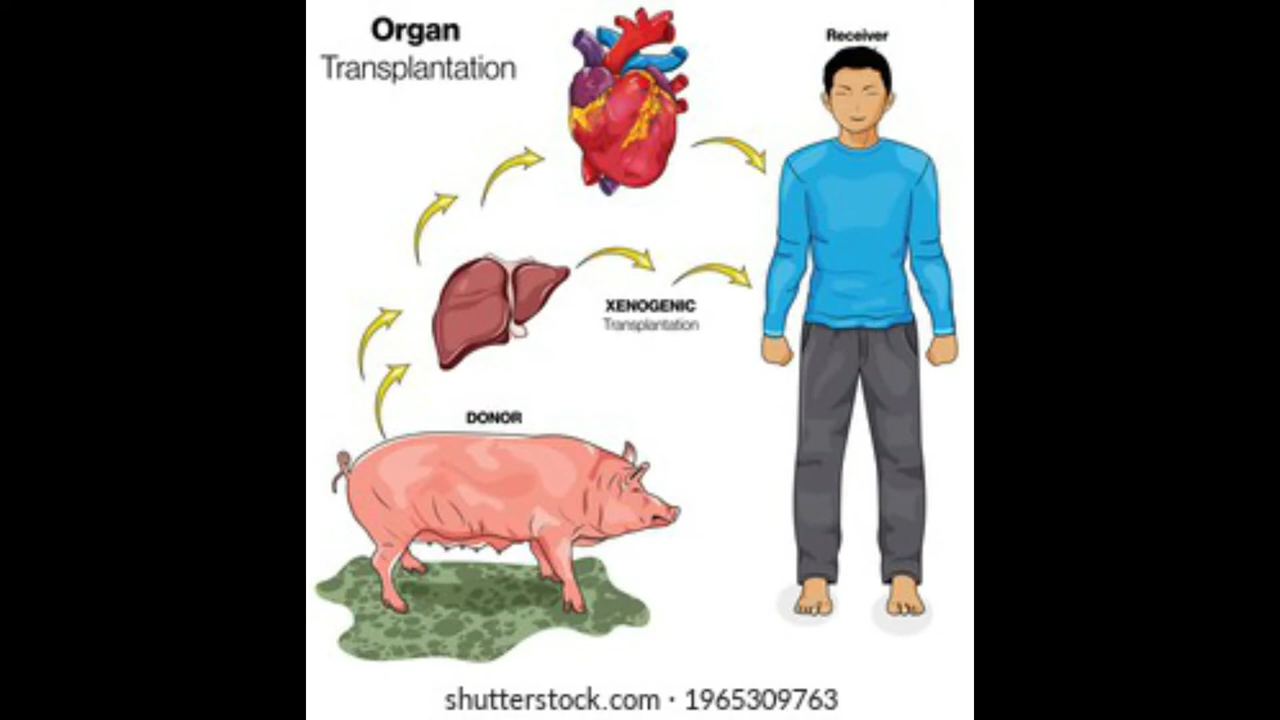 Organ
Transplantation
Receiver
XENOGENIC
Transplantation
DONOR
shutterstock.com · 1965309763